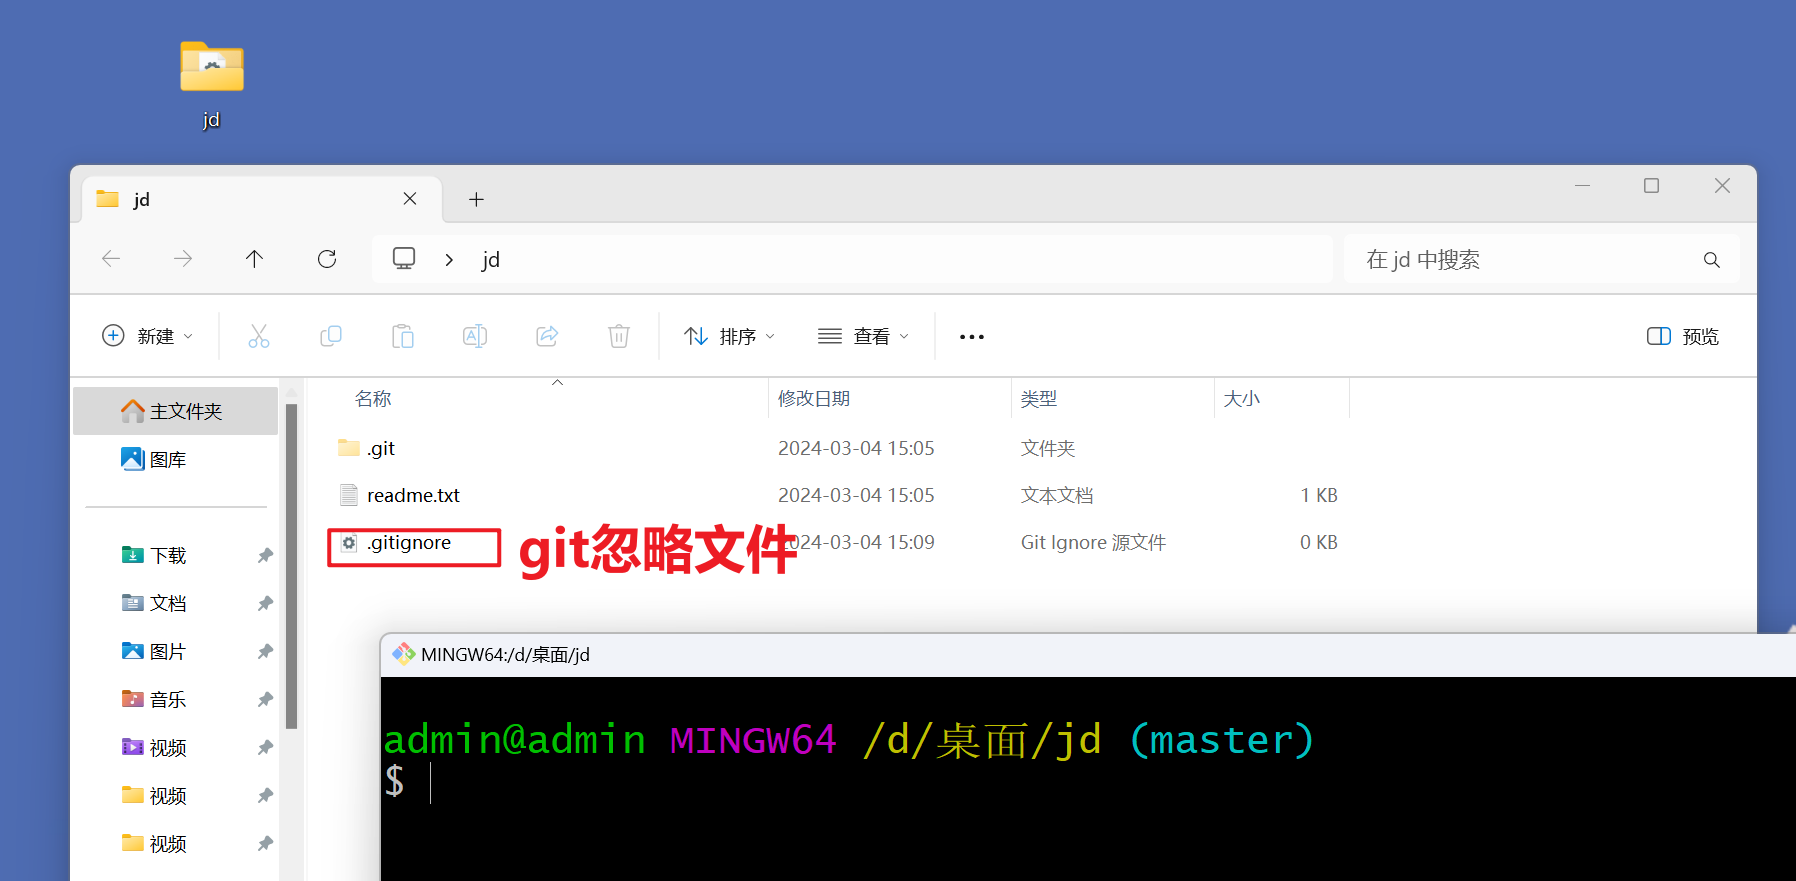 jd
jd
jd
在 jd 中搜索
新建
排序
查看
预览
主文件夹
图库
下载
文档
图片
音乐
视频
视频
视频
名称 修改日期 类型 大小
.git 2024-03-04 15:05 文件夹
readme.txt 2024-03-04 15:05 文本文档 1 KB
.gitignore git忽略文件 24-03-04 15:09 Git Ignore 源文件 0 KB
MINGW64:/d/桌面/jd
admin@admin MINGW64 /d/桌面/jd (master)
$